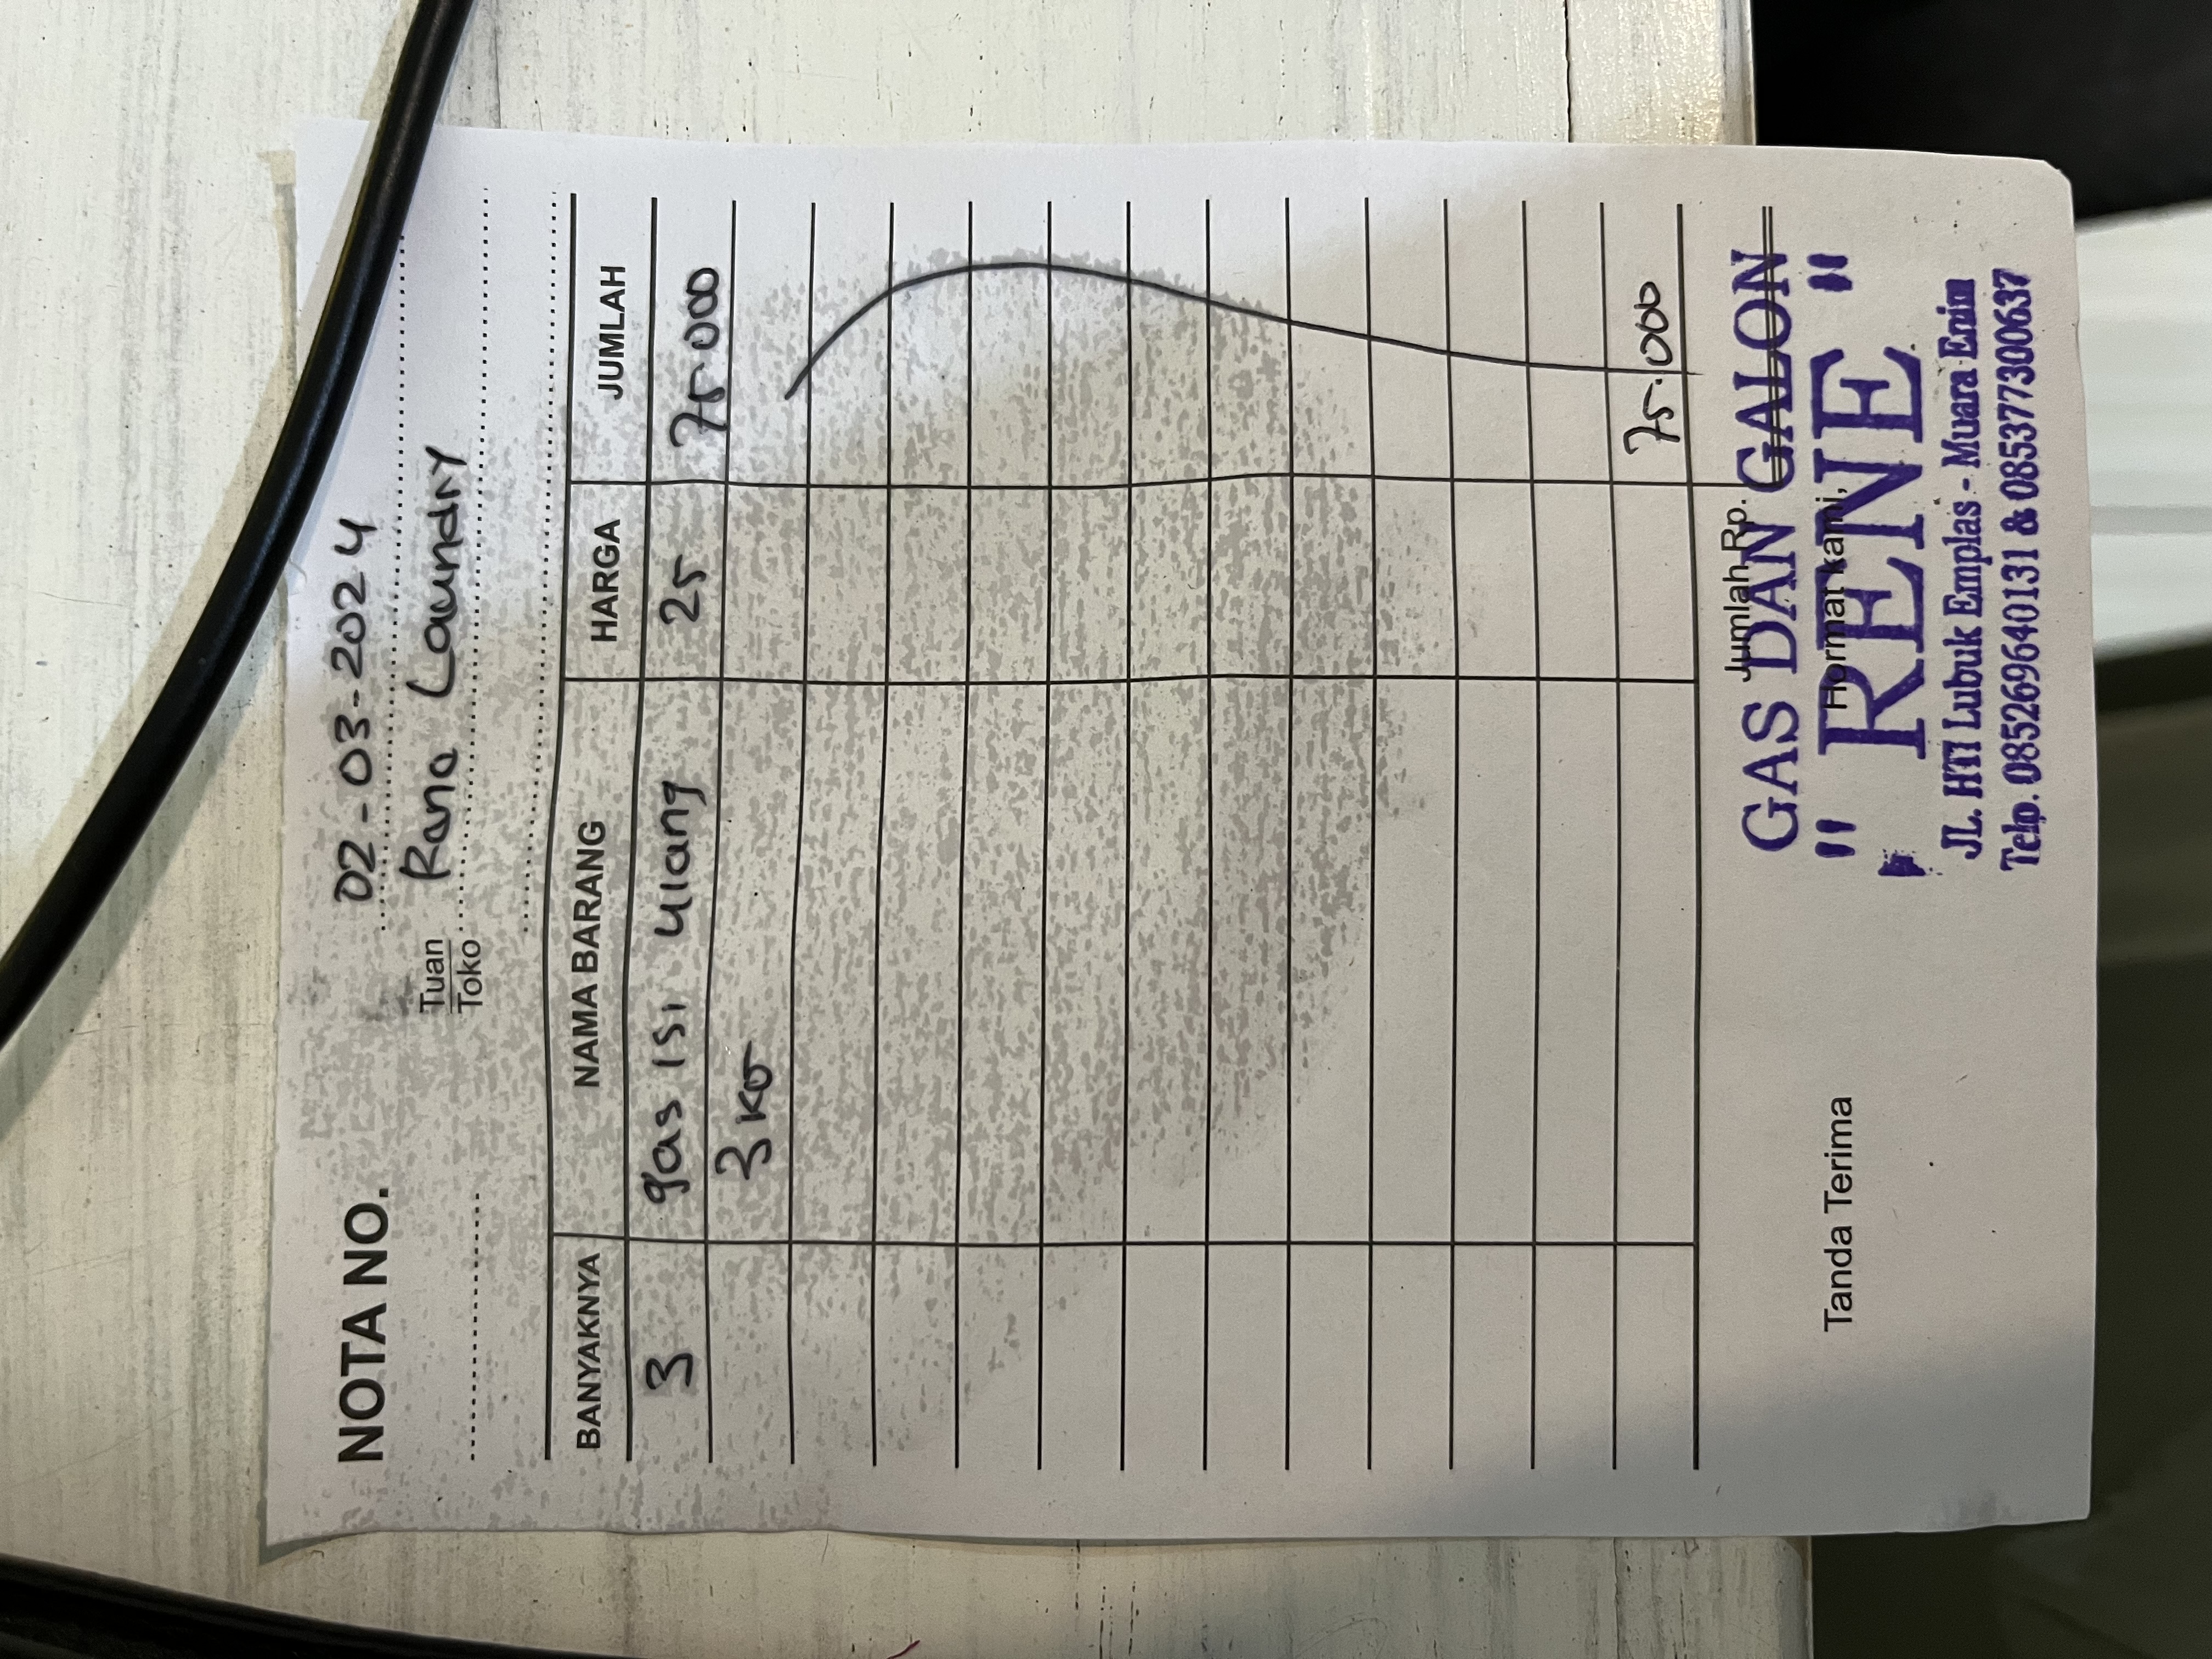 NOTA NO. 02-03-2024
Tuan Rana Laundry
Toko
BANYAKNYA NAMA BARANG HARGA JUMLAH
3 gas isi ulang 25 75.000
3 KG
75.000
Jumlah Rp.
GAS DAN GALON
Tanda Terima Hormat kami,
" RENE "
JL. HTI Lubuk Emplas - Muara Enim
Telp. 085269640131 & 085377300637